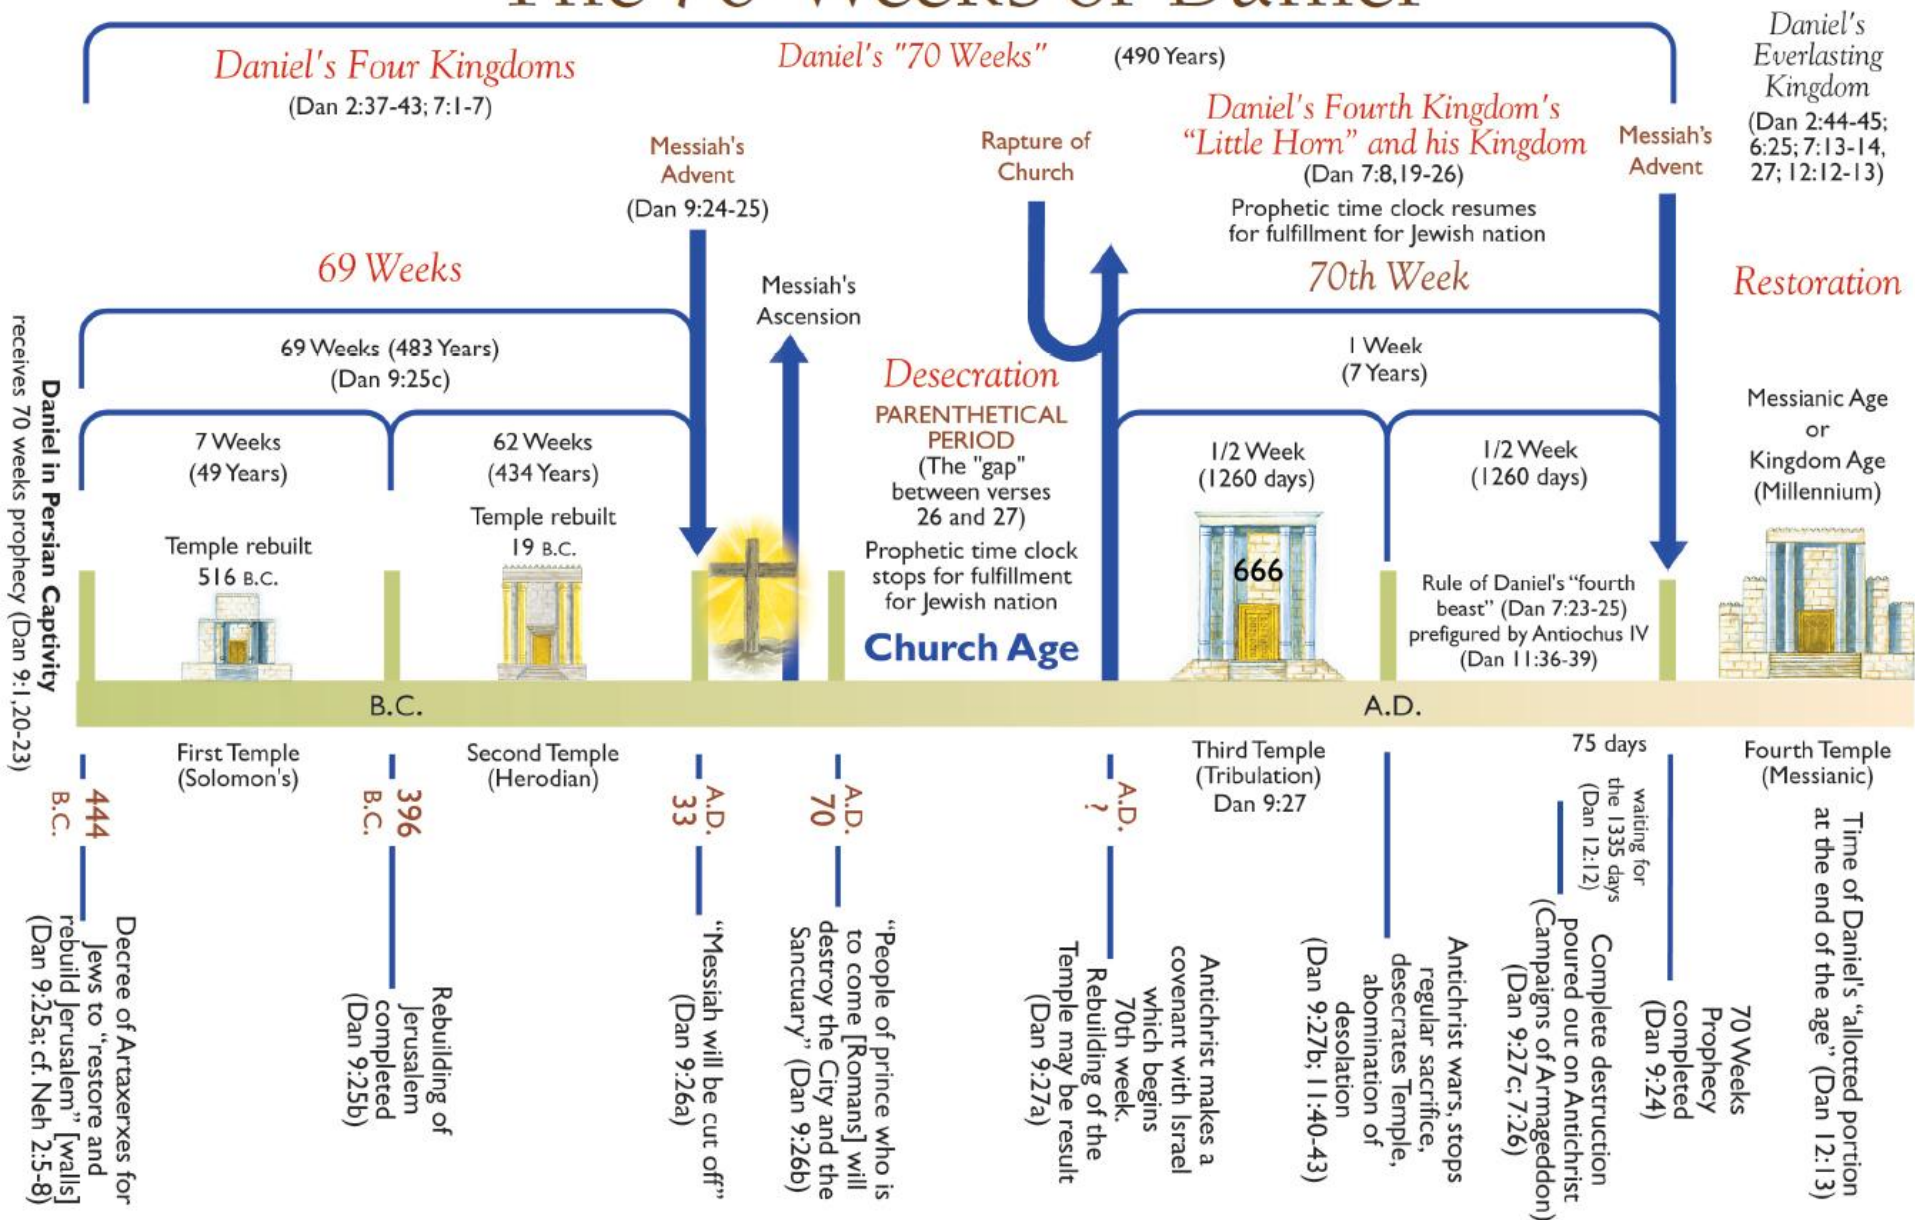 The 70 Weeks of Daniel
Daniel's Four Kingdoms
(Dan 2:37-43; 7:1-7)
Daniel's "70 Weeks"
(490 Years)
Daniel's
Everlasting
Kingdom
(Dan 2:44-45;
6:25; 7:13-14,
27; 12:12-13)
Messiah's
Advent
(Dan 9:24-25)
Rapture of
Church
Daniel's Fourth Kingdom's
“Little Horn” and his Kingdom
(Dan 7:8,19-26)
Prophetic time clock resumes
for fulfillment for Jewish nation
Messiah's
Advent
69 Weeks
Messiah's
Ascension
70th Week
Restoration
69 Weeks (483 Years)
(Dan 9:25c)
1 Week
(7 Years)
7 Weeks
(49 Years)
62 Weeks
(434 Years)
Desecration
PARENTHETICAL
PERIOD
(The "gap"
between verses
26 and 27)
Prophetic time clock
stops for fulfillment
for Jewish nation
Church Age
1/2 Week
(1260 days)
1/2 Week
(1260 days)
Messianic Age
or
Kingdom Age
(Millennium)
Daniel in Persian Captivity
receives 70 weeks prophecy (Dan 9:1,20-23)
Temple rebuilt
516 B.C.
Temple rebuilt
19 B.C.
666
Rule of Daniel's “fourth
beast” (Dan 7:23-25)
prefigured by Antiochus IV
(Dan 11:36-39)
B.C.
A.D.
First Temple
(Solomon's)
Second Temple
(Herodian)
Third Temple
(Tribulation)
Dan 9:27
75 days
Fourth Temple
(Messianic)
444
B.C.
Decree of Artaxerxes for
Jews to “restore and
rebuild Jerusalem” [walls]
(Dan 9:25a; cf. Neh 2:5-8)
396
B.C.
Rebuilding of
Jerusalem
completed
(Dan 9:25b)
A.D.
33
“Messiah will be cut off”
(Dan 9:26a)
A.D.
70
“People of prince who is
to come [Romans] will
destroy the City and the
Sanctuary” (Dan 9:26b)
A.D.
?
Antichrist makes a
covenant with Israel
which begins
70th week.
Rebuilding of the
Temple may be result
(Dan 9:27a)
Antichrist wars, stops
regular sacrifice,
desecrates Temple,
abomination of
desolation
(Dan 9:27b; 11:40-43)
waiting for
the 1335 days
(Dan 12:12)
Complete destruction
poured out on Antichrist
(Campaigns of Armageddon)
(Dan 9:27c; 7:26)
70 Weeks
Prophecy
completed
(Dan 9:24)
Time of Daniel's “allotted portion
at the end of the age” (Dan 12:13)